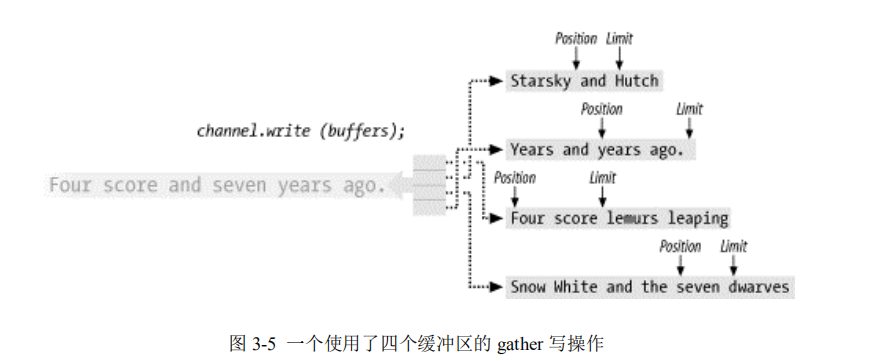 Position Limit
Starsky and Hutch
Position Limit
channel.write (buffers);
Years and years ago.
Position Limit
Four score and seven years ago.
Four score lemurs leaping
Position Limit
Snow White and the seven dwarves
图 3-5 一个使用了四个缓冲区的 gather 写操作